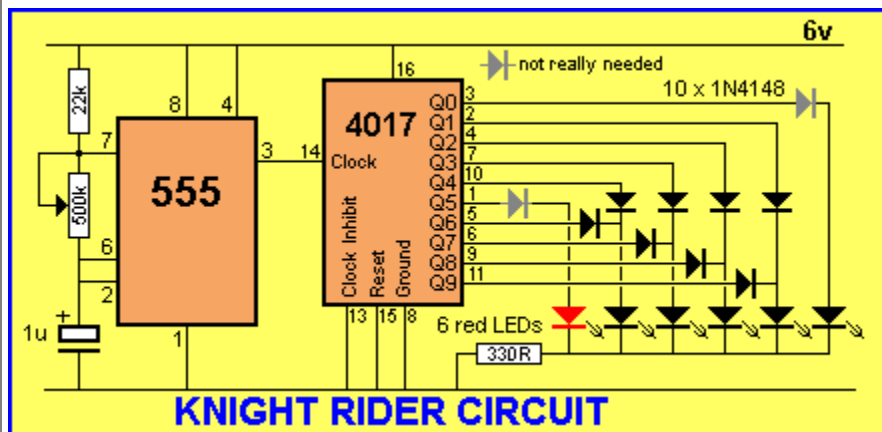 6v
16
not really needed
22k
8
4
3
10 x 1N4148
Q0
2
Q1
4
Q2
7
Q3
10
Q4
1
Q5
5
Q6
6
Q7
9
Q8
11
Q9
7
3
14
4017
Clock
555
500k
6
2
Clock Inhibit
Reset
Ground
+
1u
1
13
15
8
6 red LEDs
330R
KNIGHT RIDER CIRCUIT